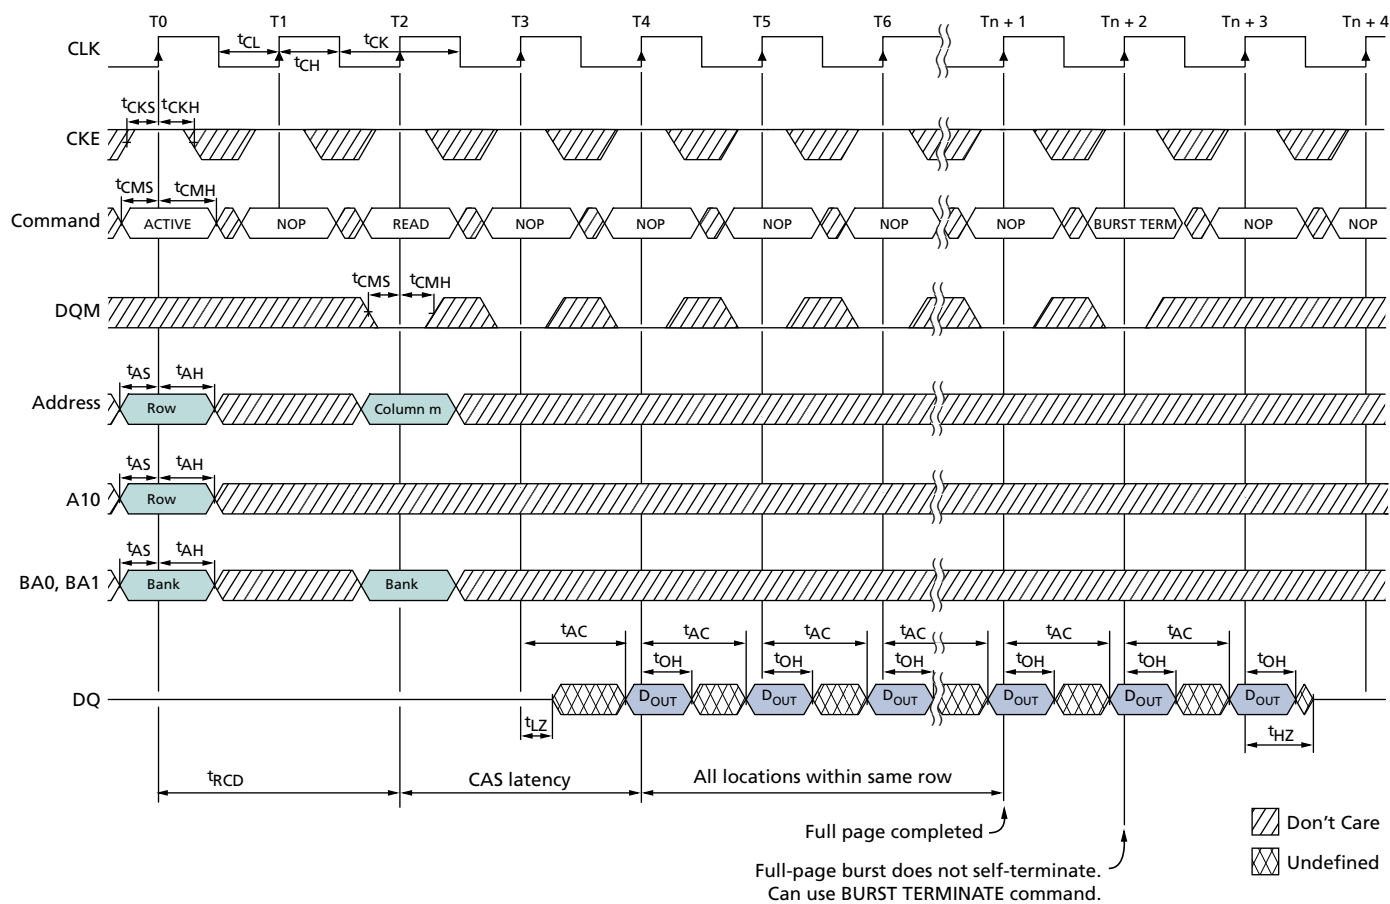 T0 T1 T2 T3 T4 T5 T6 Tn + 1 Tn + 2 Tn + 3 Tn + 4
CLK
tCL tCK
tCH
tCKS tCKH
CKE
tCMS tCMH
Command ACTIVE NOP READ NOP NOP NOP NOP NOP BURST TERM NOP NOP
tCMS tCMH
DQM
tAS tAH
Address Row Column m
tAS tAH
A10 Row
tAS tAH
BA0, BA1 Bank Bank
tAC tAC tAC tAC tAC tAC
tOH tOH tOH tOH tOH tOH
DQ DOUT DOUT DOUT DOUT DOUT DOUT
tLZ tHZ
tRCD CAS latency All locations within same row
Full page completed
Don't Care
Full-page burst does not self-terminate.
Can use BURST TERMINATE command.
Undefined